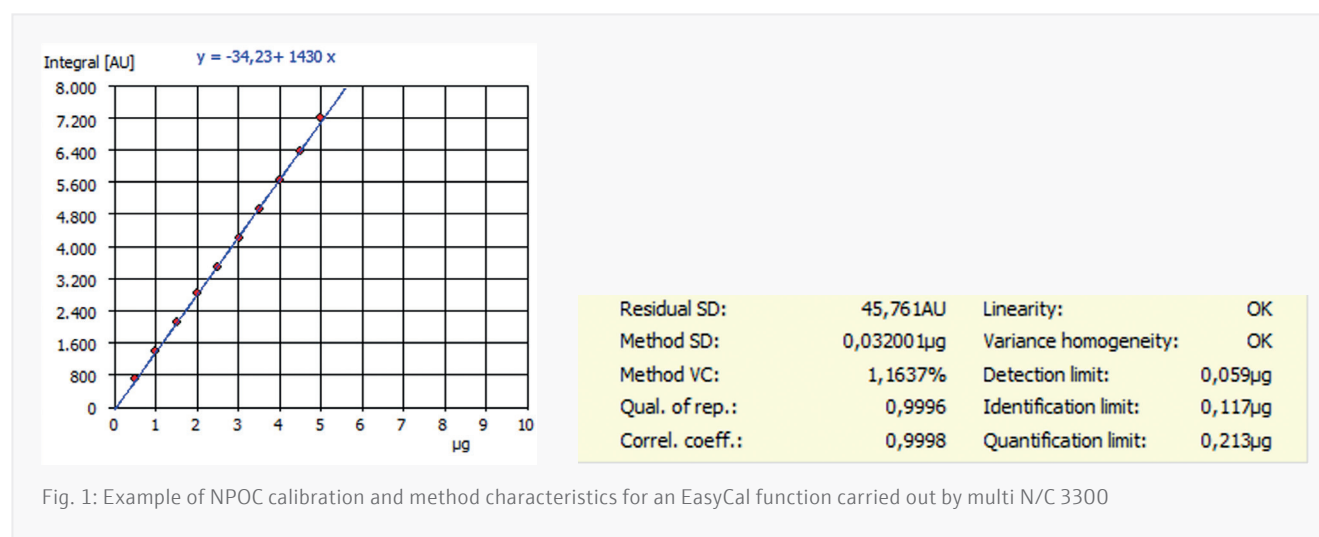 Integral [AU]
y = -34,23+ 1430 x
8.000
7.200
6.400
5.600
4.800
4.000
3.200
2.400
1.600
800
0
0 1 2 3 4 5 6 7 8 9 10
µg
Residual SD: 45,761AU Linearity: OK
Method SD: 0,032001µg Variance homogeneity: OK
Method VC: 1,1637% Detection limit: 0,059µg
Qual. of rep.: 0,9996 Identification limit: 0,117µg
Correl. coeff.: 0,9998 Quantification limit: 0,213µg
Fig. 1: Example of NPOC calibration and method characteristics for an EasyCal function carried out by multi N/C 3300